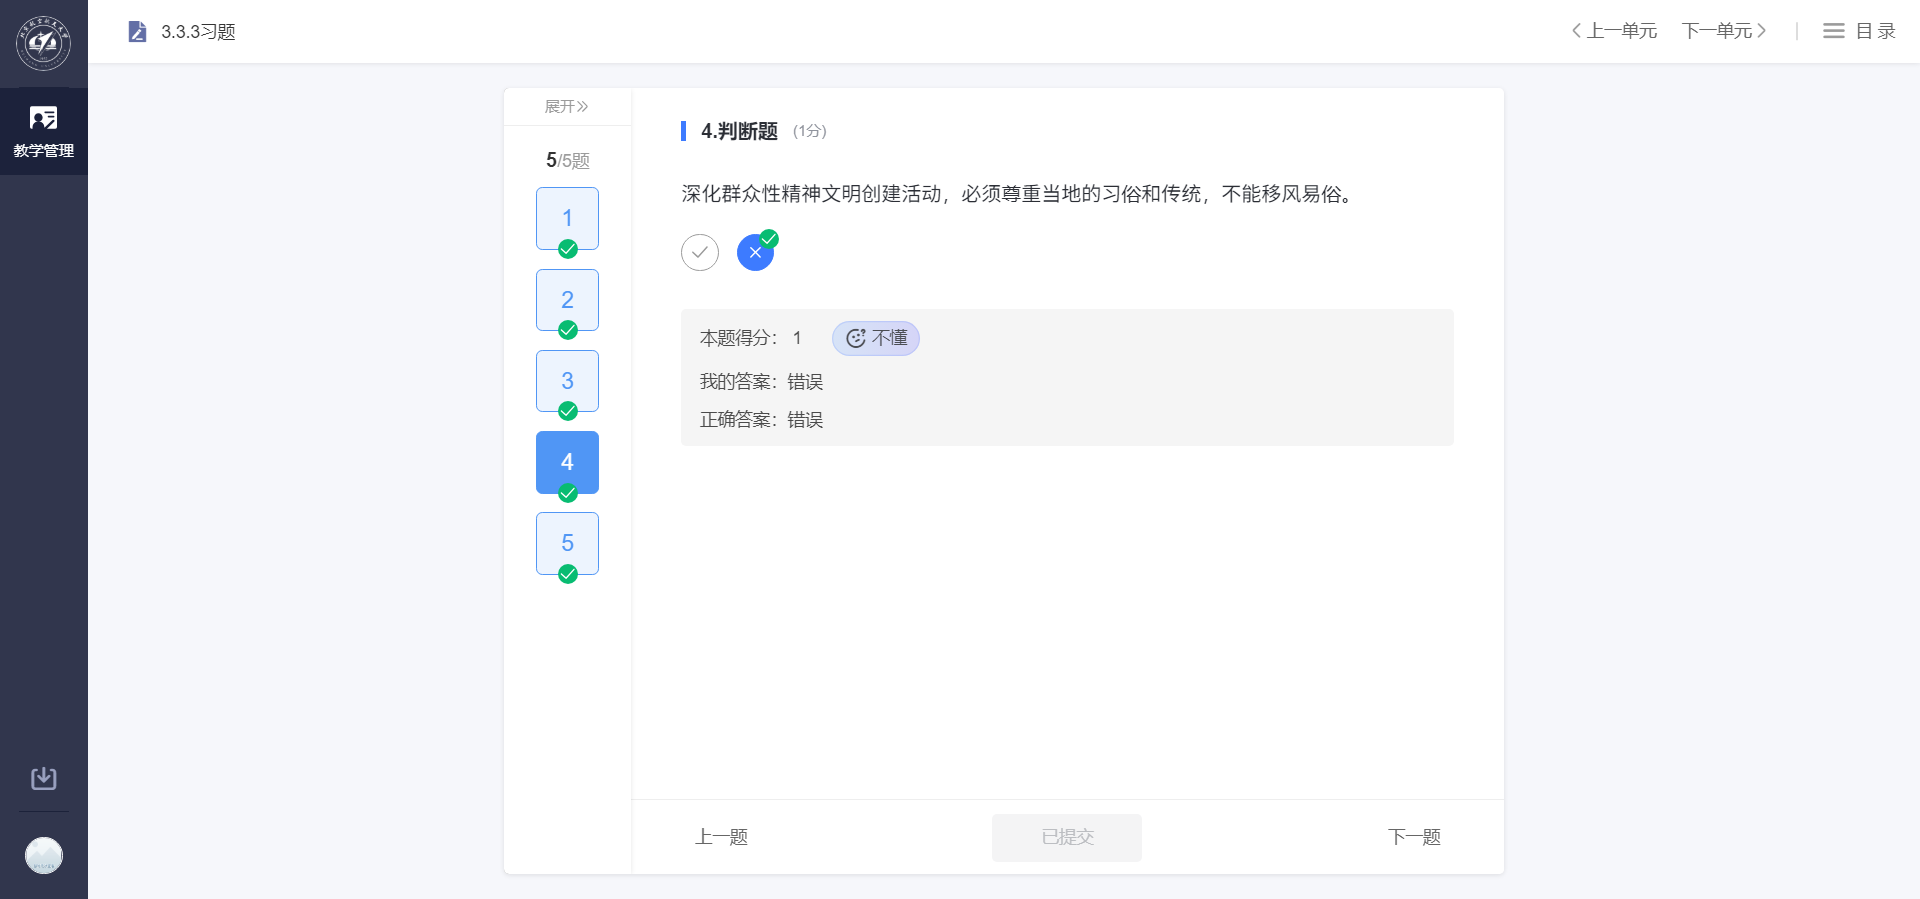 3.3.3习题
上一单元
下一单元
目录
教学管理
展开
5/5题
1
2
3
4
5
4.判断题 (1分)
深化群众性精神文明创建活动，必须尊重当地的习俗和传统，不能移风易俗。
本题得分： 1 不懂
我的答案：错误
正确答案：错误
上一题
已提交
下一题